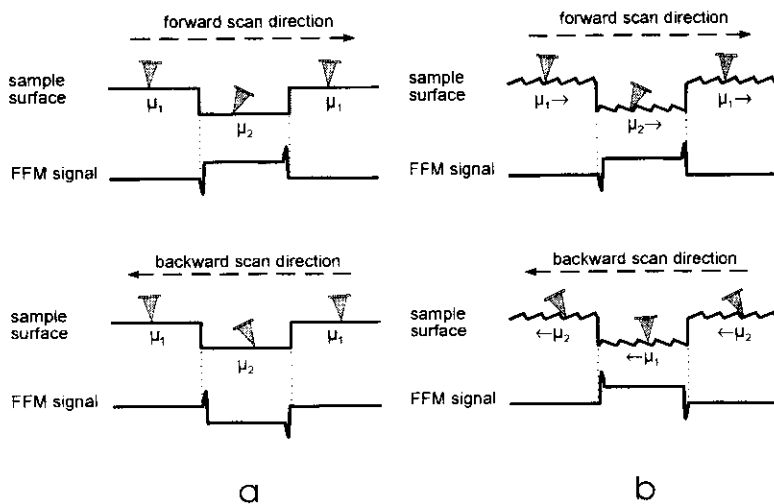 forward scan direction
sample surface
μ1 μ2 μ1
FFM signal
backward scan direction
sample surface
μ1 μ2 μ1
FFM signal
a
forward scan direction
sample surface
μ1→ μ2→ μ1→
FFM signal
backward scan direction
sample surface
←μ2 ←μ1 ←μ2
FFM signal
b